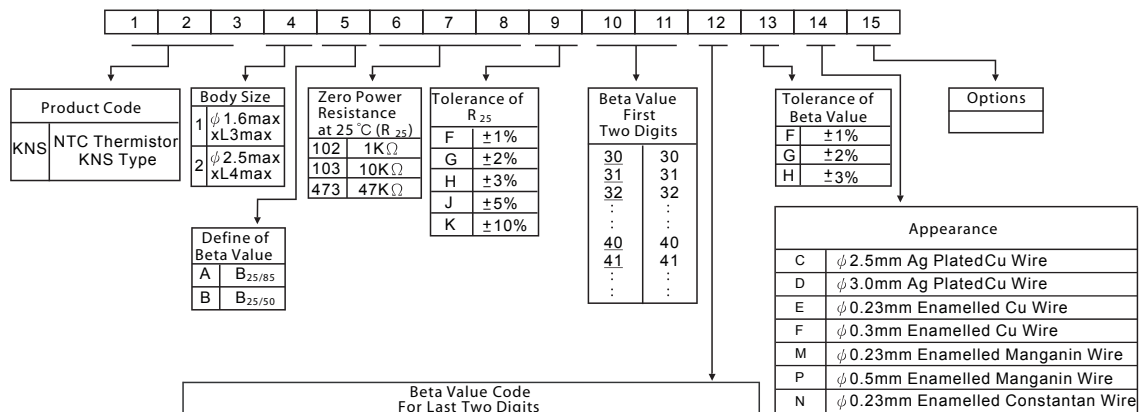 1 2 3 4 5 6 7 8 9 10 11 12 13 14 15
Product Code
KNS NTC Thermistor
KNS Type
Body Size
1 ϕ1.6max
xL3max
2 ϕ2.5max
xL4max
Zero Power
Resistance
at 25℃ (R 25)
102 1KΩ
103 10KΩ
473 47KΩ
Tolerance of
R 25
F ±1%
G ±2%
H ±3%
J ±5%
K ±10%
Beta Value
First
Two Digits
30 30
31 31
32 32
: :
: :
40 40
41 41
: :
: :
Tolerance of
Beta Value
F ±1%
G ±2%
H ±3%
Options
Define of
Beta Value
A B25/85
B B25/50
Appearance
C ϕ2.5mm Ag PlatedCu Wire
D ϕ3.0mm Ag PlatedCu Wire
E ϕ0.23mm Enamelled Cu Wire
F ϕ0.3mm Enamelled Cu Wire
M ϕ0.23mm Enamelled Manganin Wire
P ϕ0.5mm Enamelled Manganin Wire
N ϕ0.23mm Enamelled Constantan Wire
Beta Value Code
For Last Two Digits